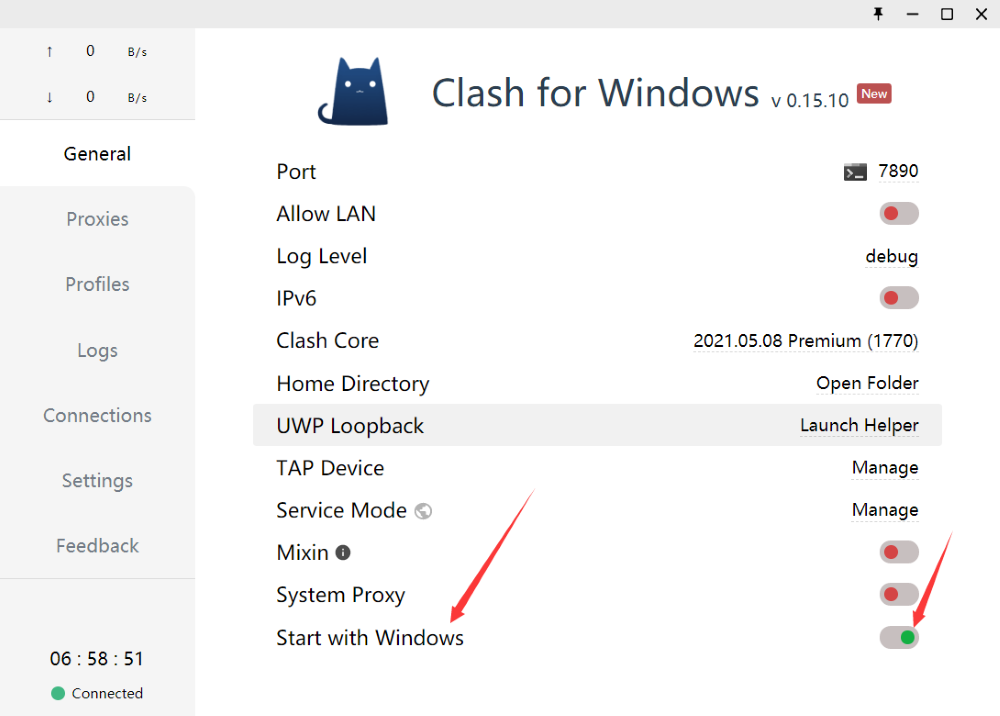 ↑ 0 B/s
↓ 0 B/s
General
Proxies
Profiles
Logs
Connections
Settings
Feedback
06 : 58 : 51
Connected
Clash for Windows v 0.15.10 New
Port 7890
Allow LAN
Log Level debug
IPv6
Clash Core 2021.05.08 Premium (1770)
Home Directory Open Folder
UWP Loopback Launch Helper
TAP Device Manage
Service Mode Manage
Mixin
System Proxy
Start with Windows